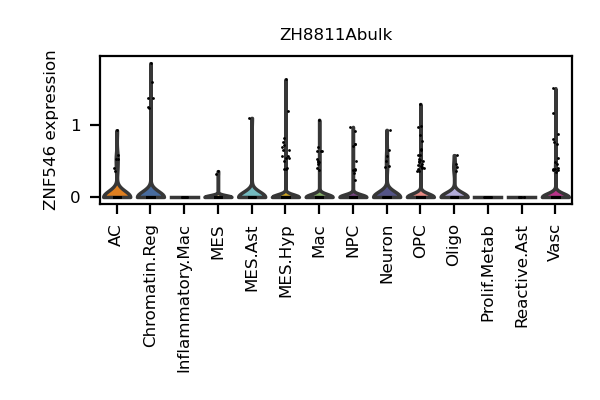 ZH8811Abulk
ZNF546 expression
1
0
AC
Chromatin.Reg
Inflammatory.Mac
MES
MES.Ast
MES.Hyp
Mac
NPC
Neuron
OPC
Oligo
Prolif.Metab
Reactive.Ast
Vasc